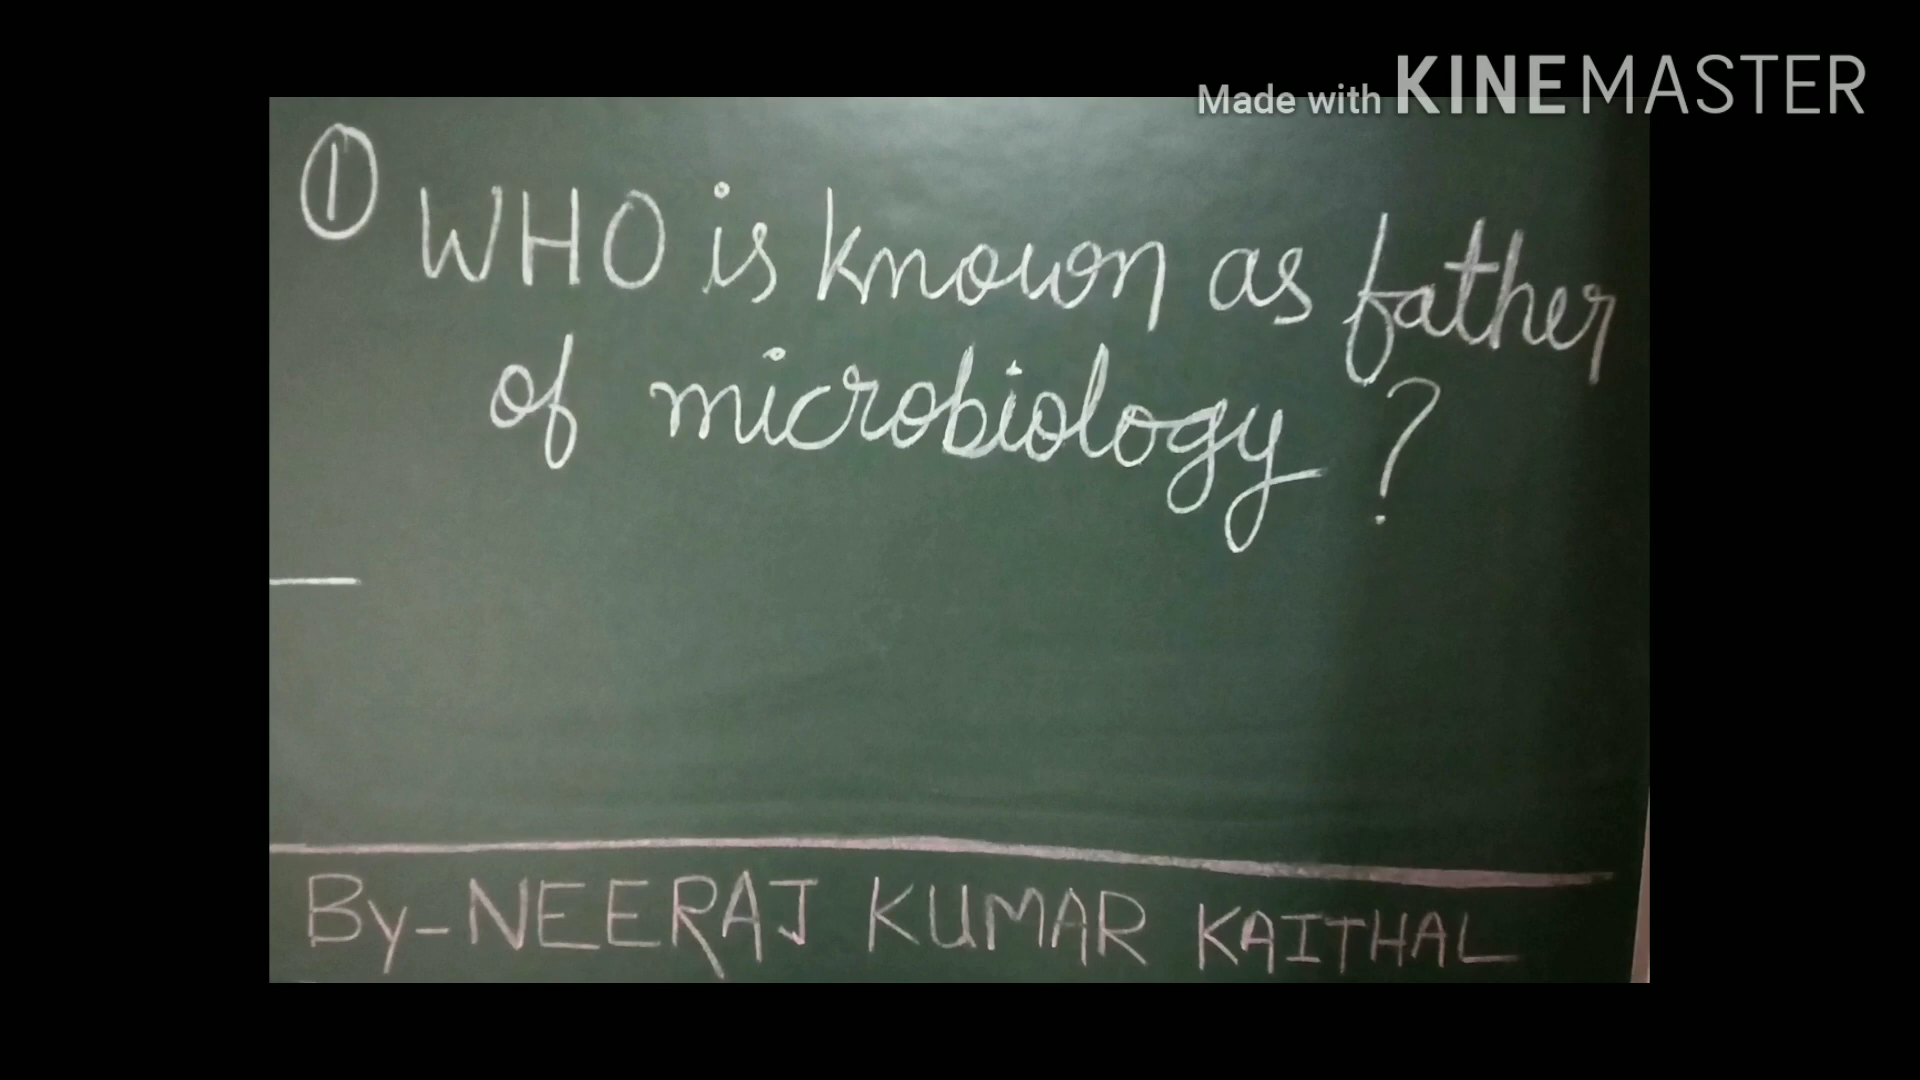 Made with KINEMASTER
① WHO is known as father
of microbiology ?
By-NEERAJ KUMAR KAITHAL